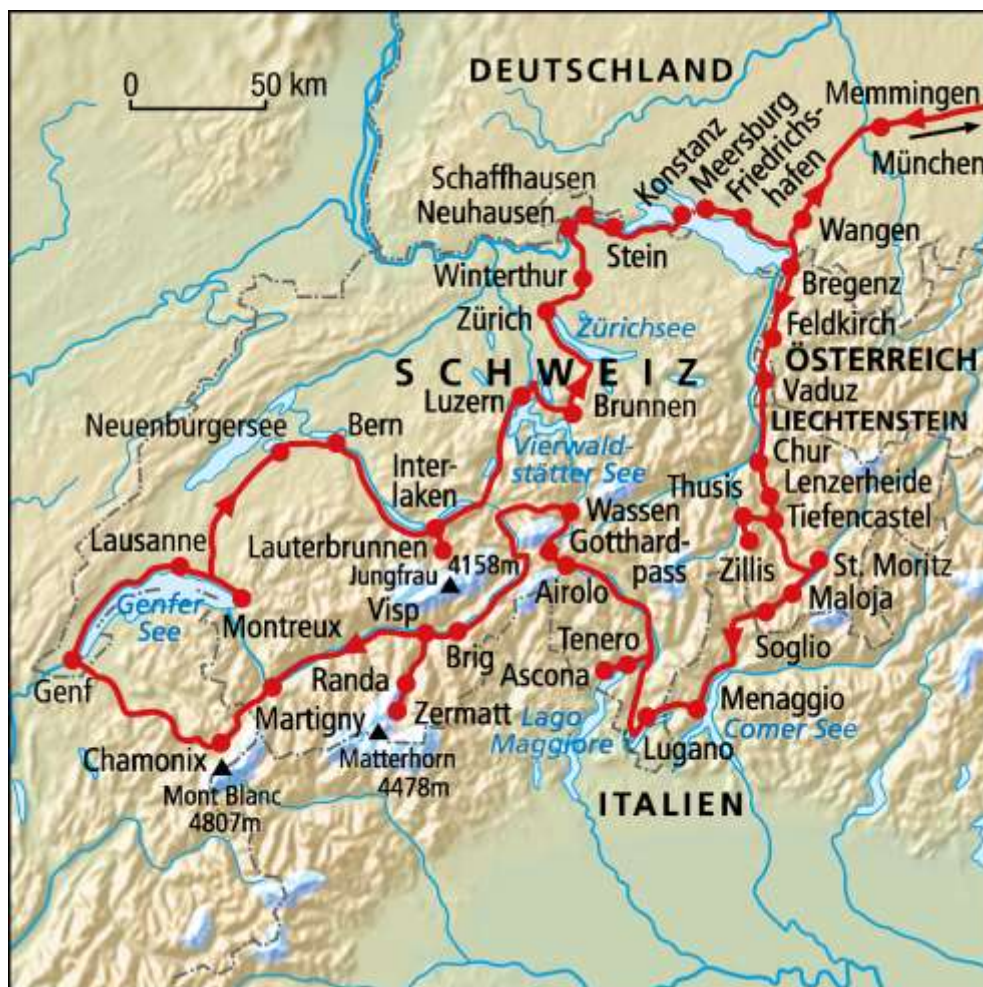 0 50 km
DEUTSCHLAND
Memmingen
München
Konstanz
Meersburg
Friedrichs-
hafen
Schaffhausen
Neuhausen
Stein
Wangen
Winterthur
Bregenz
Zürich
Zürichsee
Feldkirch
ÖSTERREICH
SCHWEIZ
Vaduz
Luzern
Brunnen
LIECHTENSTEIN
Neuenburgersee
Bern
Vierwald-
stätter See
Chur
Inter-
laken
Thusis
Lenzerheide
Wassen
Tiefencastel
Lausanne
Lauterbrunnen
Gotthard-
pass
Zillis
St. Moritz
Jungfrau
4158m
Airolo
Maloja
Genfer
See
Montreux
Visp
Brig
Soglio
Tenero
Genf
Randa
Ascona
Martigny
Zermatt
Lago
Maggiore
Menaggio
Comer See
Lugano
Chamonix
Matterhorn
4478m
Mont Blanc
4807m
ITALIEN